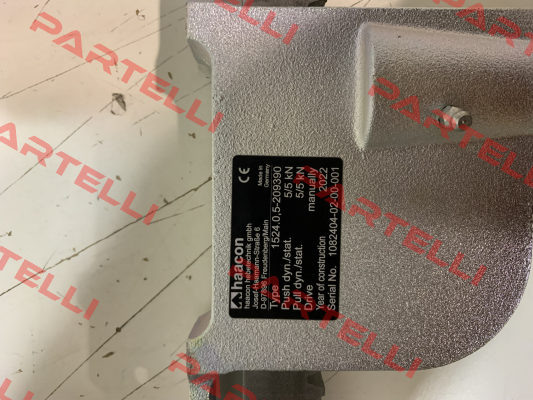 haacon
haacon hebetechnik gmbh
Josef-Haamann-Straße 6
D-97896 Freudenberg/Main
CE
Made in
Germany
Type 1524.0,5-209390
Push dyn./stat. 5/5 kN
Pull dyn./stat. 5/5 kN
Drive manually
Year of construction 2022
Serial No. 1082404-02-00-001
PARTELLI
PARTELLI
PARTELLI
PARTELLI
PARTELLI
PARTELLI